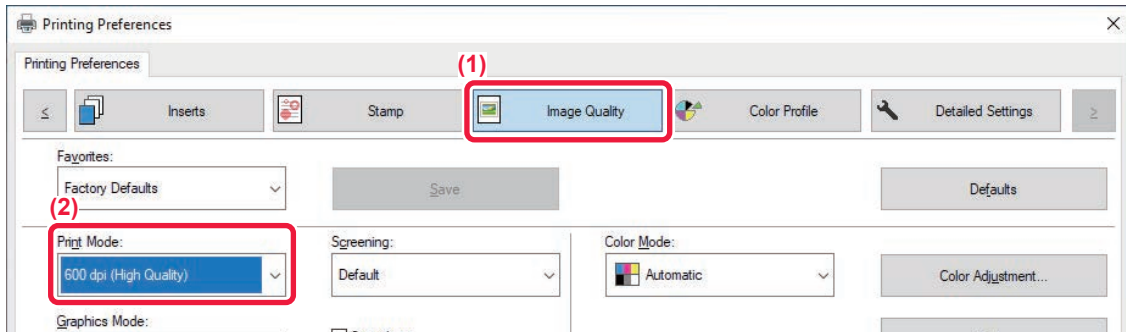 Printing Preferences
Printing Preferences
(1)
≤ Inserts Stamp Image Quality Color Profile Detailed Settings ≥
Favorites:
Factory Defaults Save Defaults
(2)
Print Mode: Screening: Color Mode:
600 dpi (High Quality) Default Automatic Color Adjustment...
Graphics Mode: